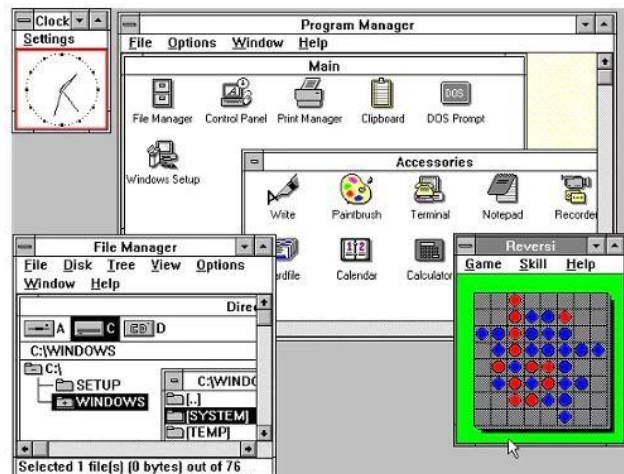 Clock
Settings
Program Manager
File Options Window Help
Main
File Manager
Control Panel
Print Manager
Clipboard
DOS
DOS Prompt
Windows Setup
Accessories
Write
Paintbrush
Terminal
Notepad
Recorder
rdfile
Calendar
Calculator
File Manager
File Disk Tree View Options
Window Help
Direc
A C CD D
C:\WINDOWS
C:\
SETUP
WINDOWS
C:\WINDO
[..]
[SYSTEM]
[TEMP]
Selected 1 file(s) (0 bytes) out of 76
Reversi
Game Skill Help